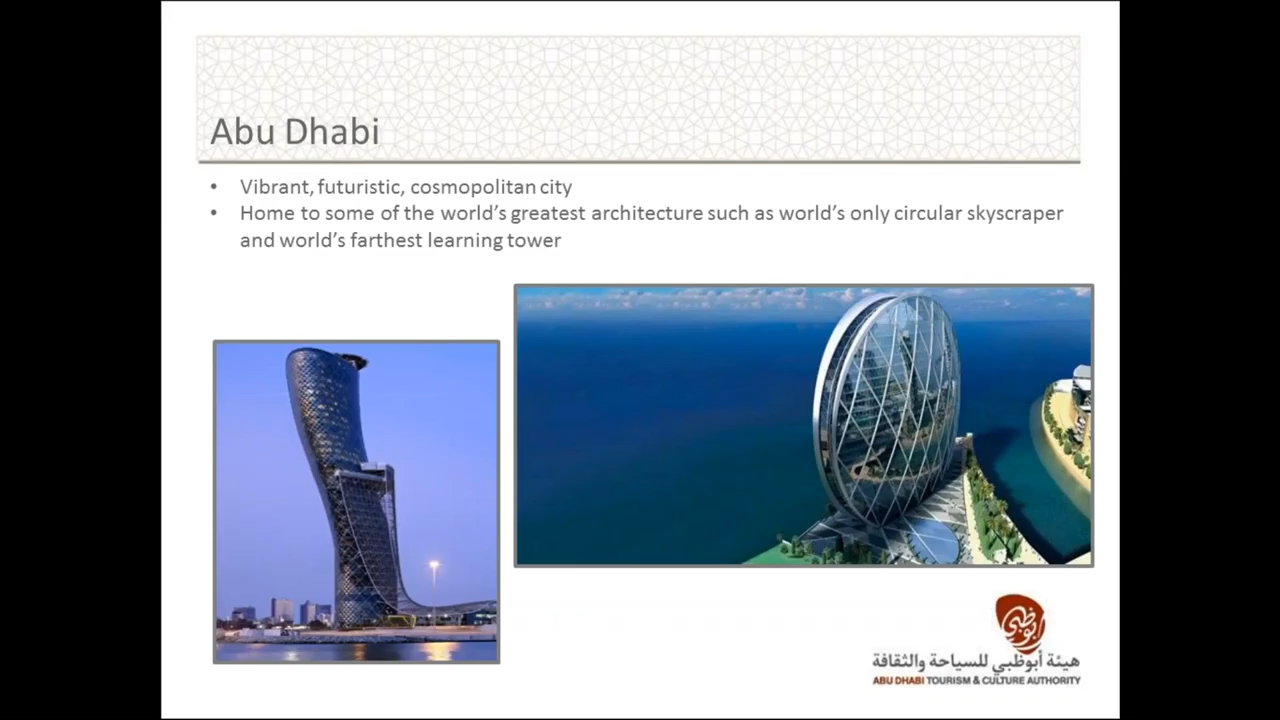 Abu Dhabi
• Vibrant, futuristic, cosmopolitan city
• Home to some of the world's greatest architecture such as world's only circular skyscraper
and world's farthest learning tower
أبوظبي
هيئة أبوظبي للسياحة والثقافة
ABU DHABI TOURISM & CULTURE AUTHORITY